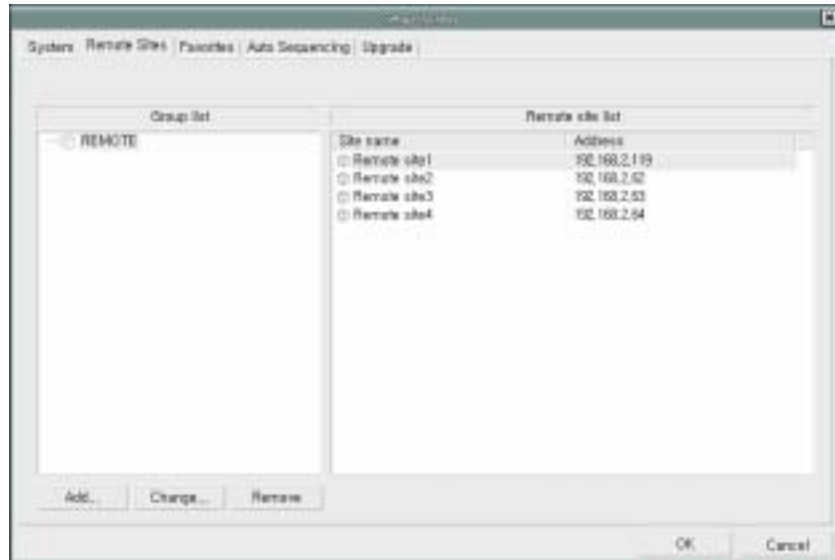 System Remote Sites Favorites Auto Sequencing Upgrade
Group list Remote site list
REMOTE
Site name Address
Remote site1 192.168.2.119
Remote site2 192.168.2.62
Remote site3 192.168.2.63
Remote site4 192.168.2.64
Add... Change... Remove
OK Cancel